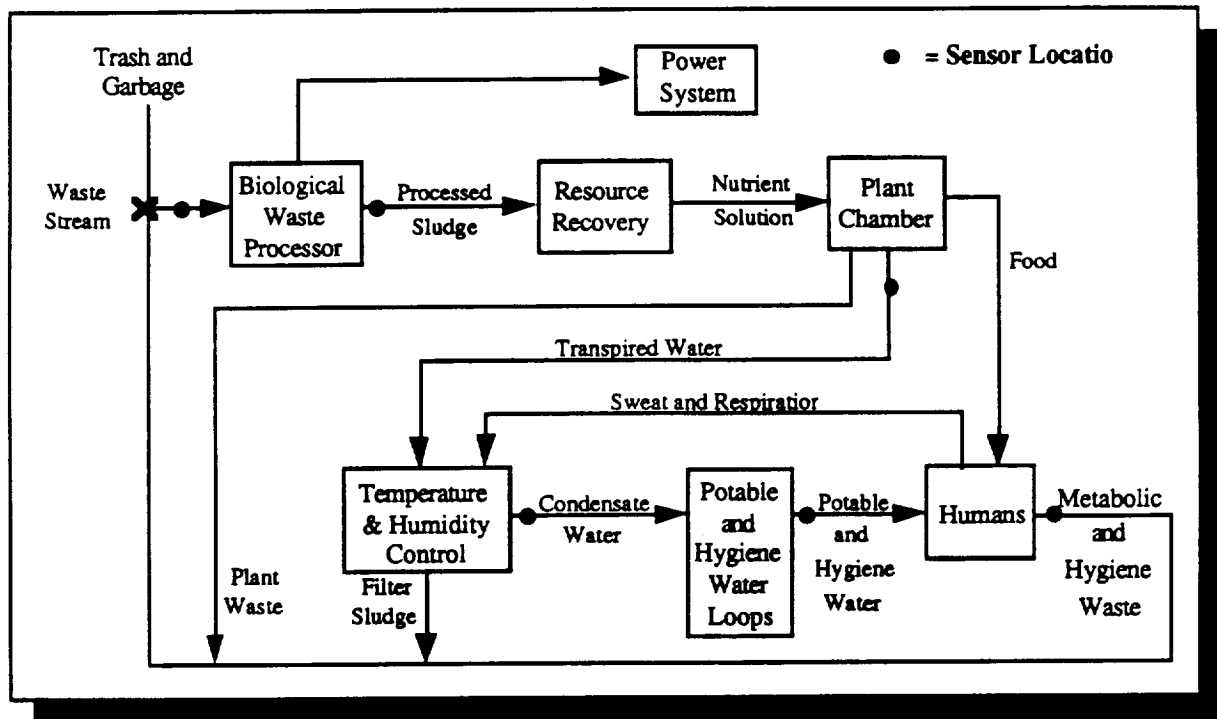 Trash and
Garbage
Power
System
= Sensor Locatio
Waste
Stream
Biological
Waste
Processor
Processed
Sludge
Resource
Recovery
Nutrient
Solution
Plant
Chamber
Food
Transpired Water
Sweat and Respiratior
Temperature
& Humidity
Control
Condensate
Water
Potable
and
Hygiene
Water
Loops
Potable
and
Hygiene
Water
Humans
Metabolic
and
Hygiene
Waste
Plant
Waste
Filter
Sludge